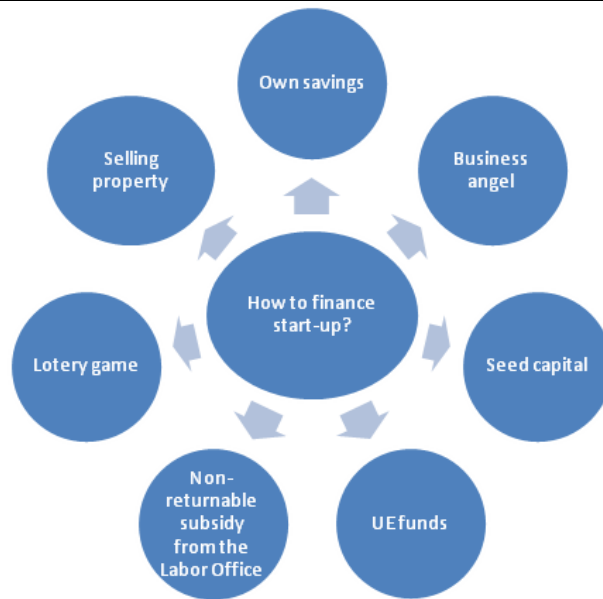 Own savings
Business
angel
Seed capital
UE funds
Non-
returnable
subsidy
from the
Labor Office
Lotery game
Selling
property
How to finance
start-up?